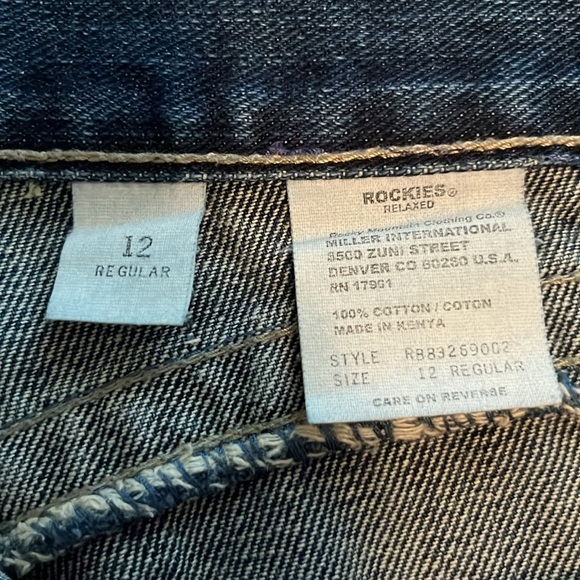 12
REGULAR
ROCKIES®
RELAXED
Rocky Mountain Clothing Co.®
MILLER INTERNATIONAL
8500 ZUNI STREET
DENVER CO 80260 U.S.A.
RN 17961
100% COTTON / COTON
MADE IN KENYA
STYLE RB83269002
SIZE 12 REGULAR
CARE ON REVERSE